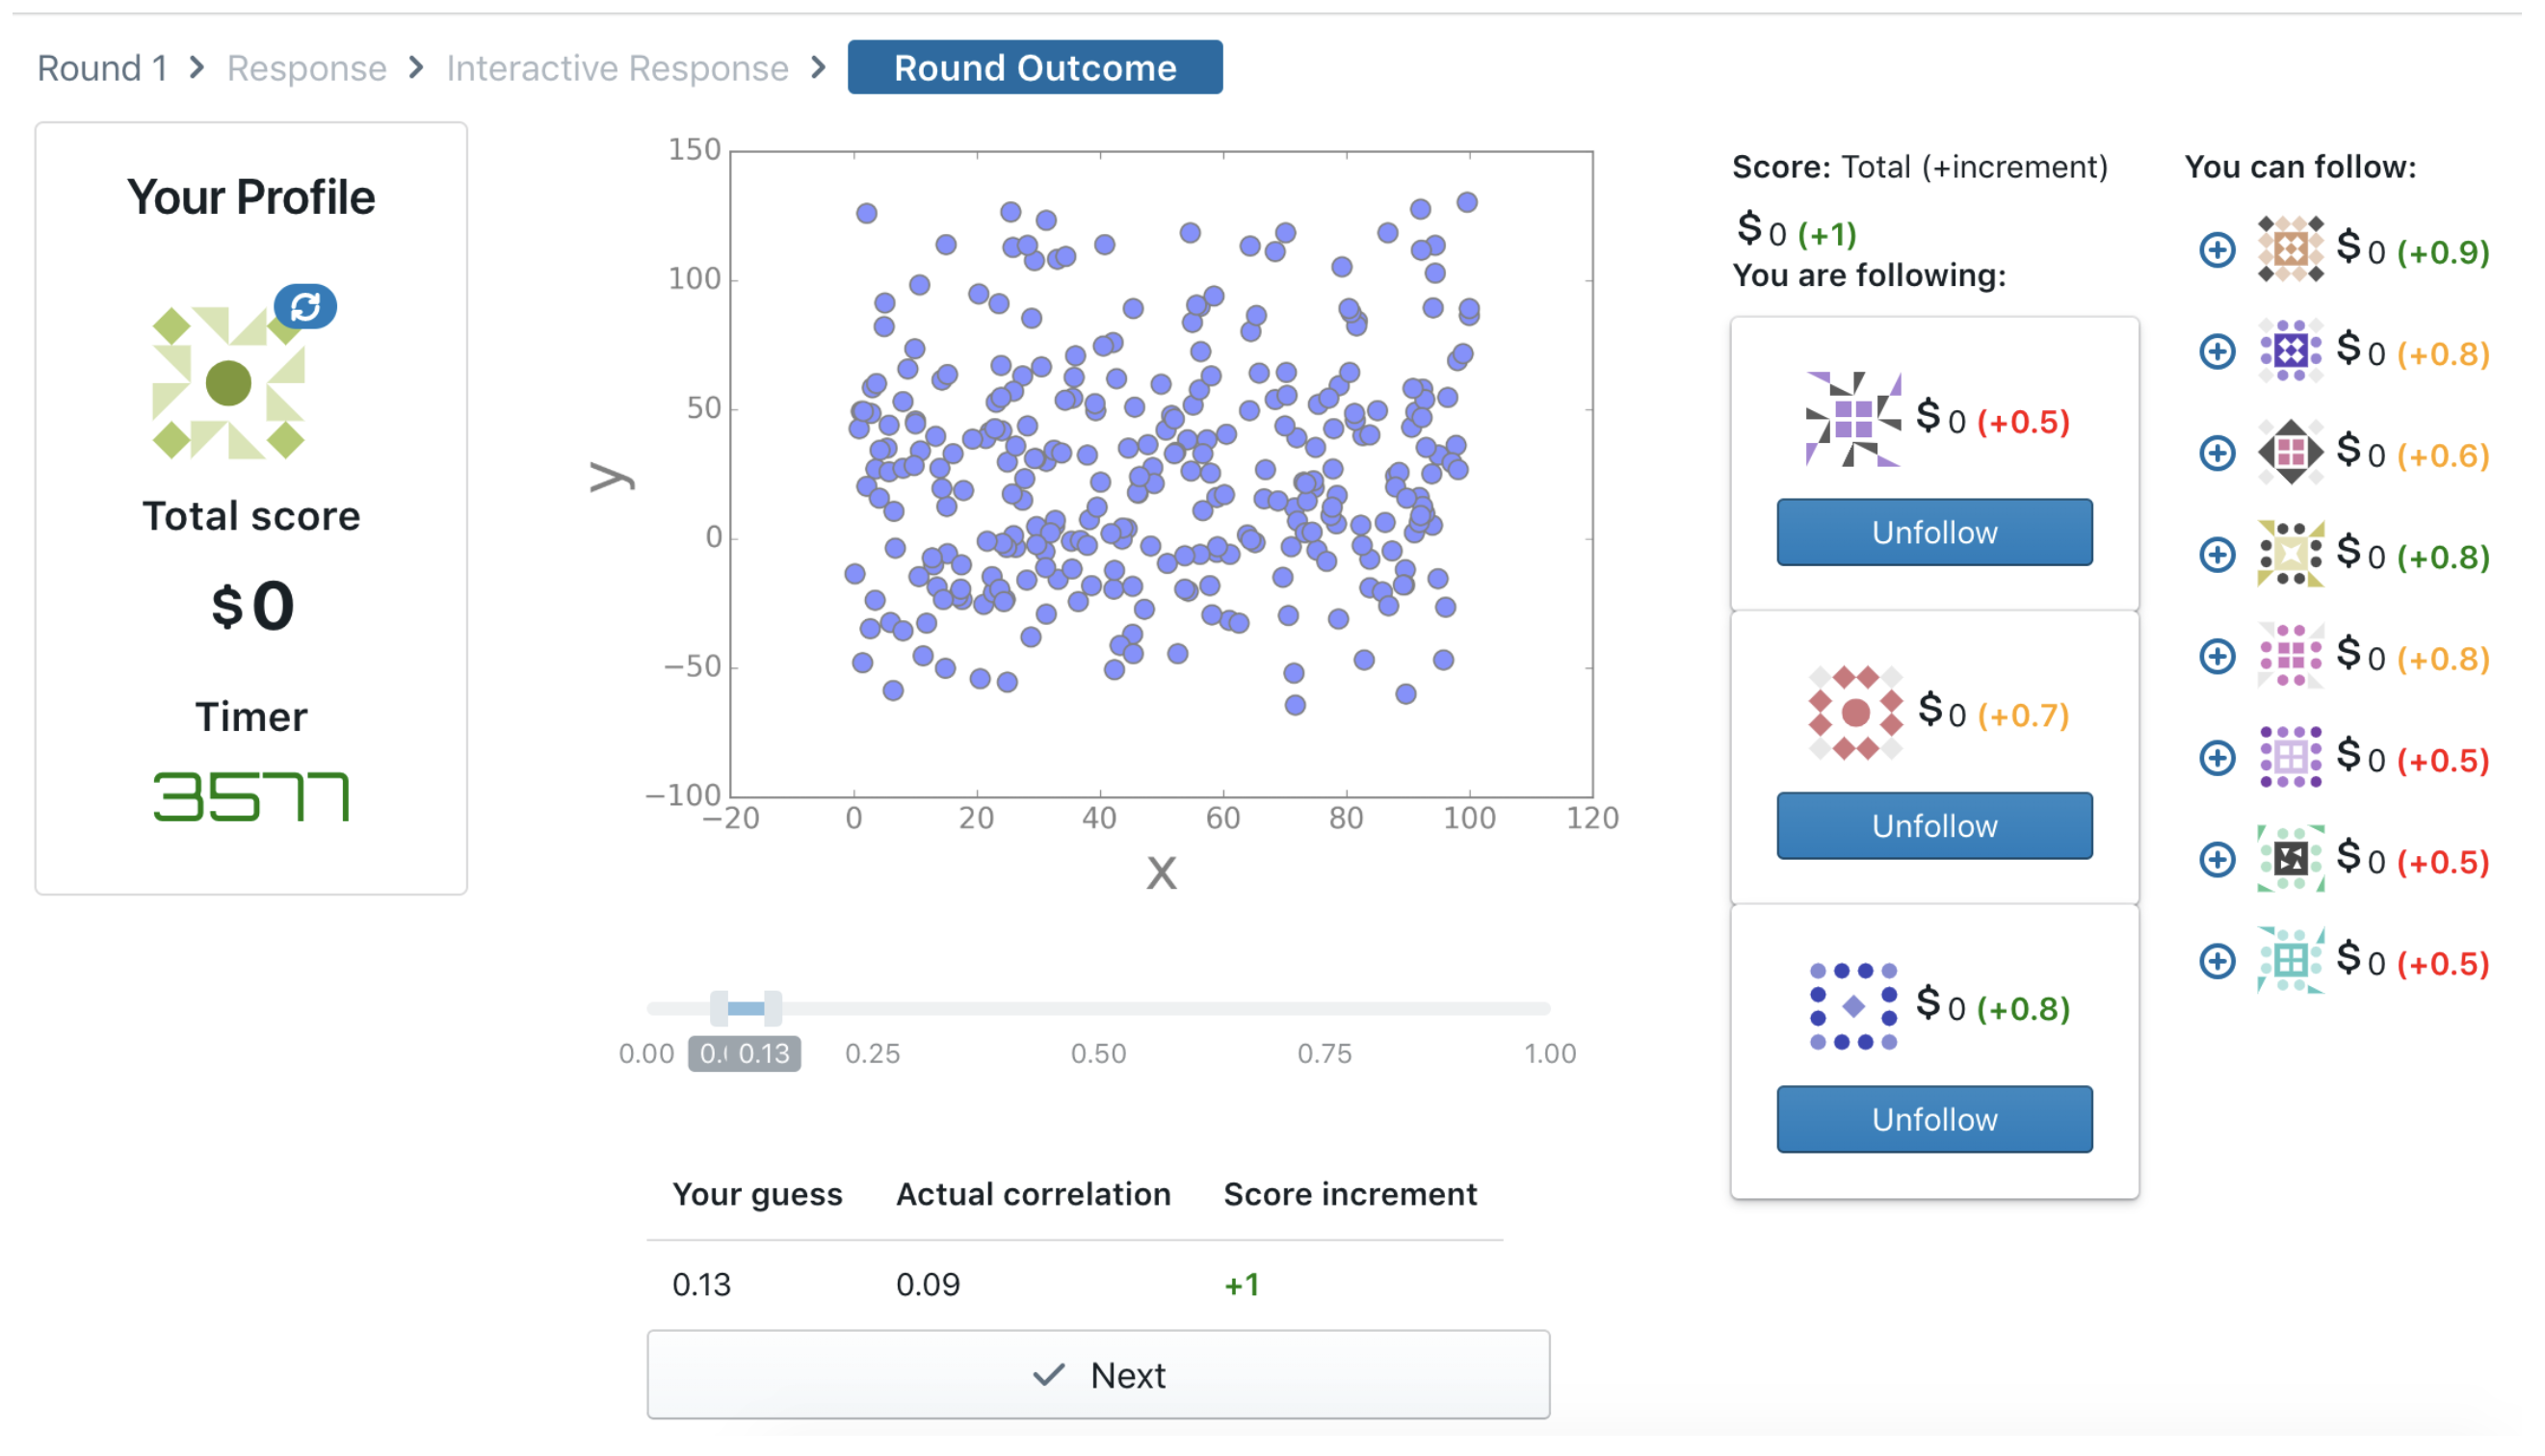 Round 1 > Response > Interactive Response > Round Outcome
Your Profile
Total score
$0
Timer
3577
150
100
50
0
−50
−100
y
−20 0 20 40 60 80 100 120
X
0.00 0.13 0.25 0.50 0.75 1.00
Your guess Actual correlation Score increment
0.13 0.09 +1
Next
Score: Total (+increment)
$0 (+1)
You are following:
$0 (+0.5)
Unfollow
$0 (+0.7)
Unfollow
$0 (+0.8)
Unfollow
You can follow:
$0 (+0.9)
$0 (+0.8)
$0 (+0.6)
$0 (+0.8)
$0 (+0.8)
$0 (+0.5)
$0 (+0.5)
$0 (+0.5)